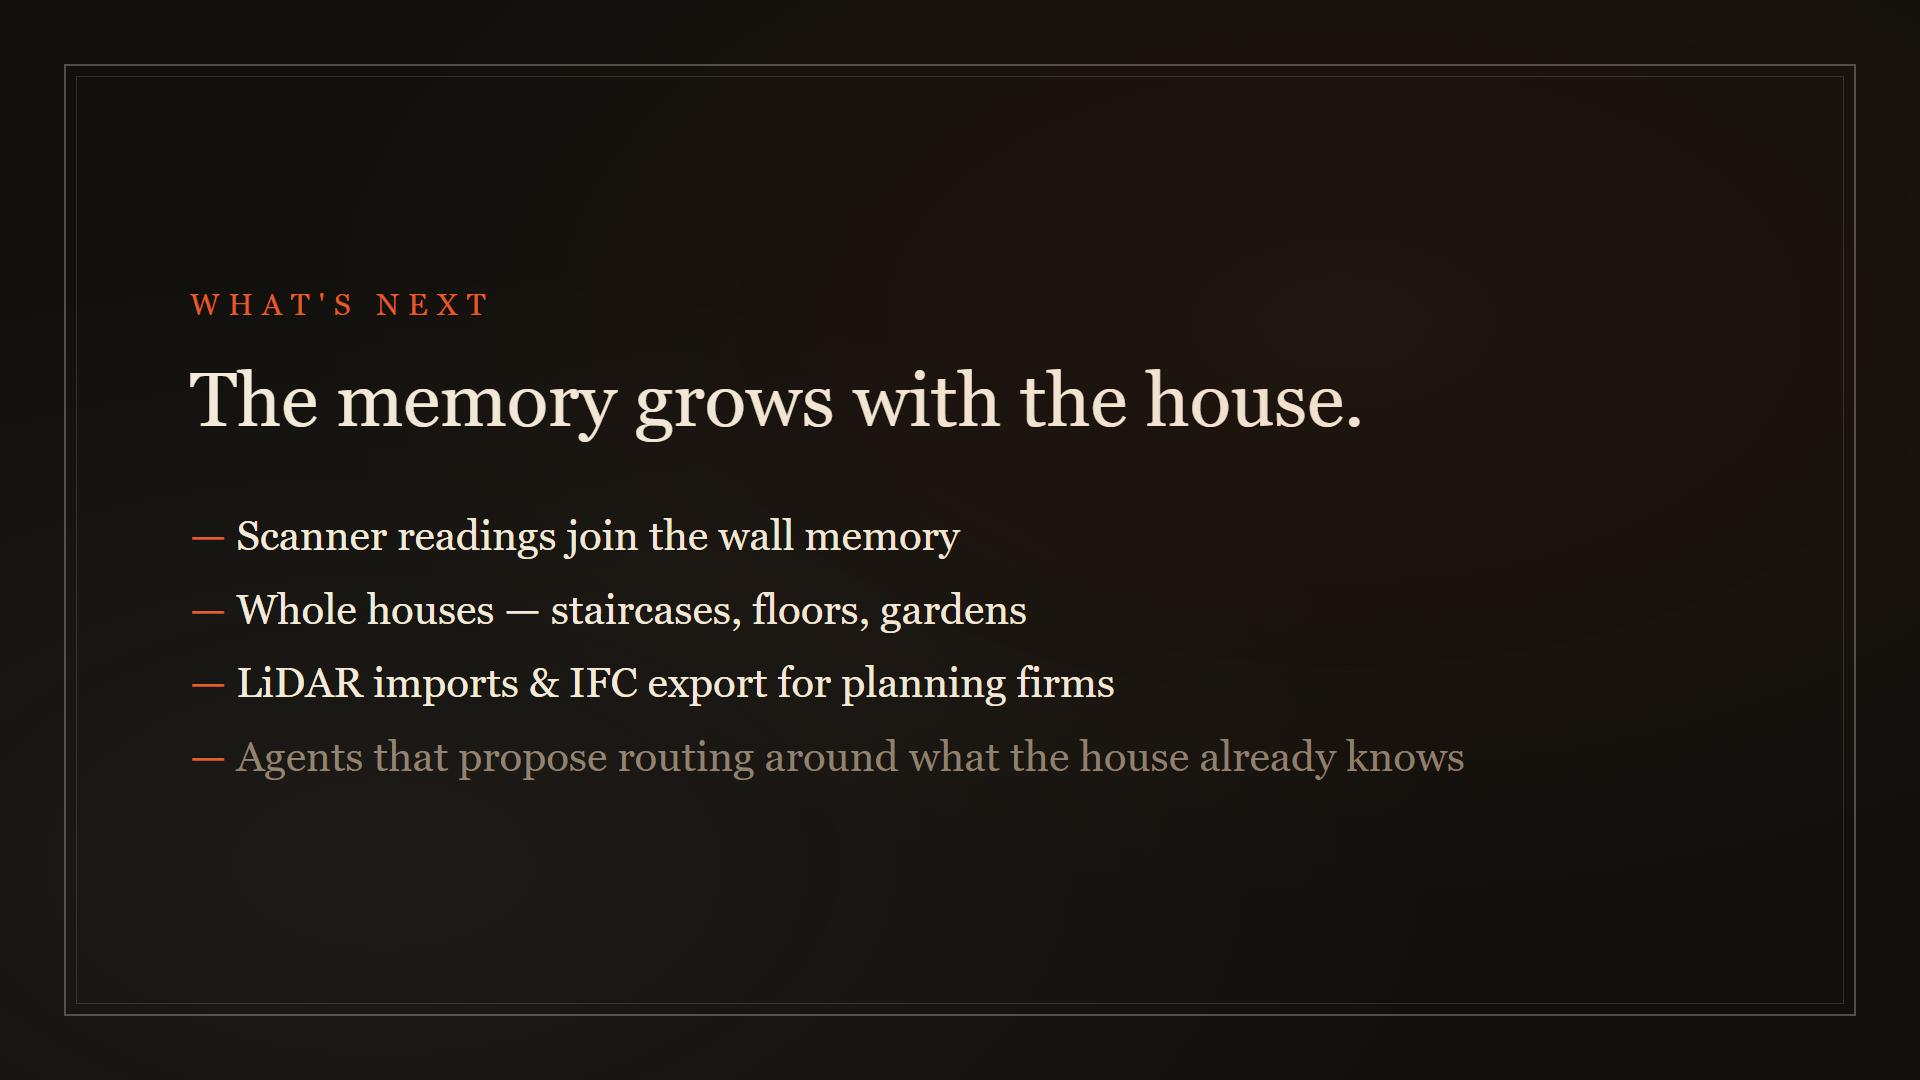 WHAT'S NEXT
The memory grows with the house.
— Scanner readings join the wall memory
— Whole houses — staircases, floors, gardens
— LiDAR imports & IFC export for planning firms
— Agents that propose routing around what the house already knows